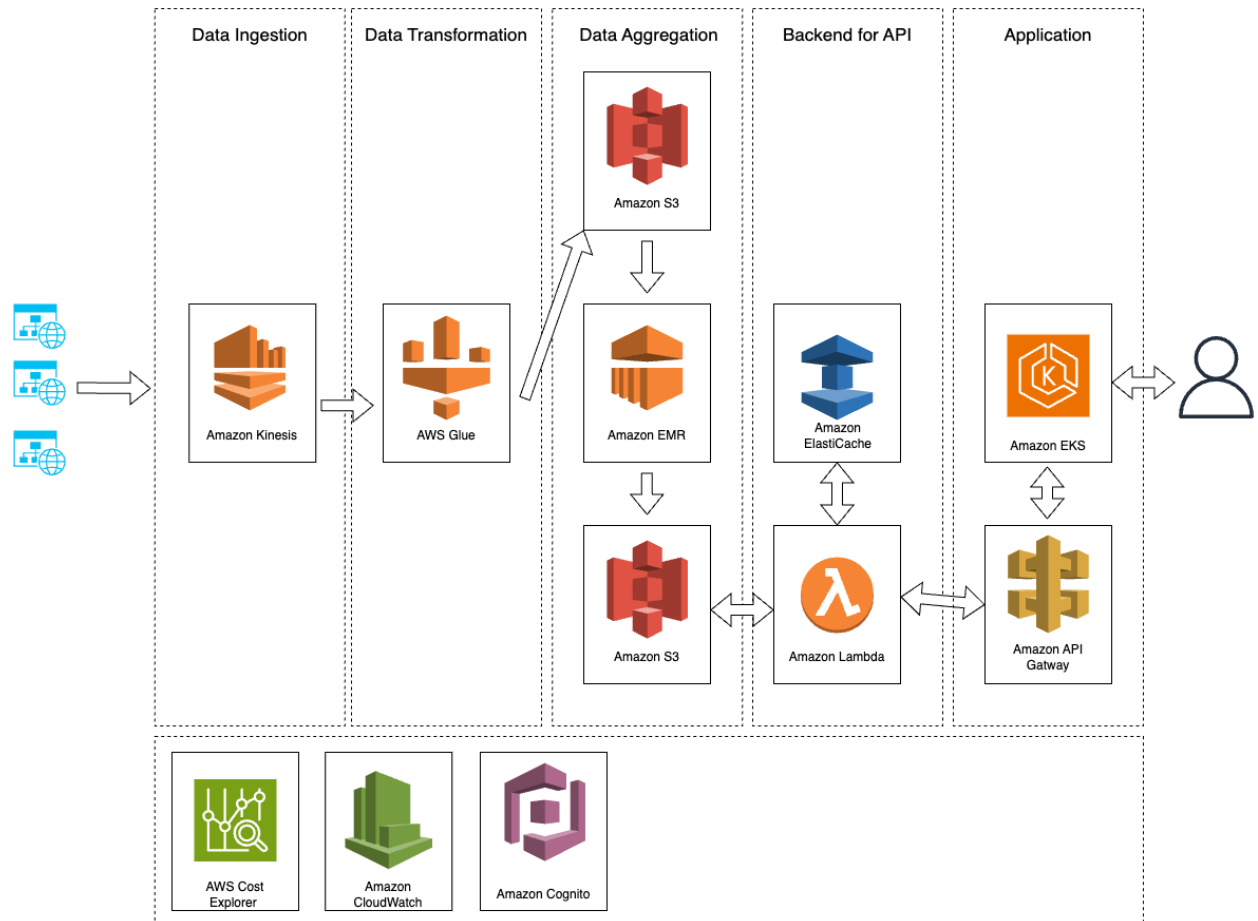 Data Ingestion
Data Transformation
Data Aggregation
Backend for API
Application
Amazon S3
Amazon Kinesis
AWS Glue
Amazon EMR
Amazon
ElastiCache
Amazon EKS
K
Amazon S3
Amazon Lambda
Amazon API
Gatway
AWS Cost
Explorer
Amazon
CloudWatch
Amazon Cognito